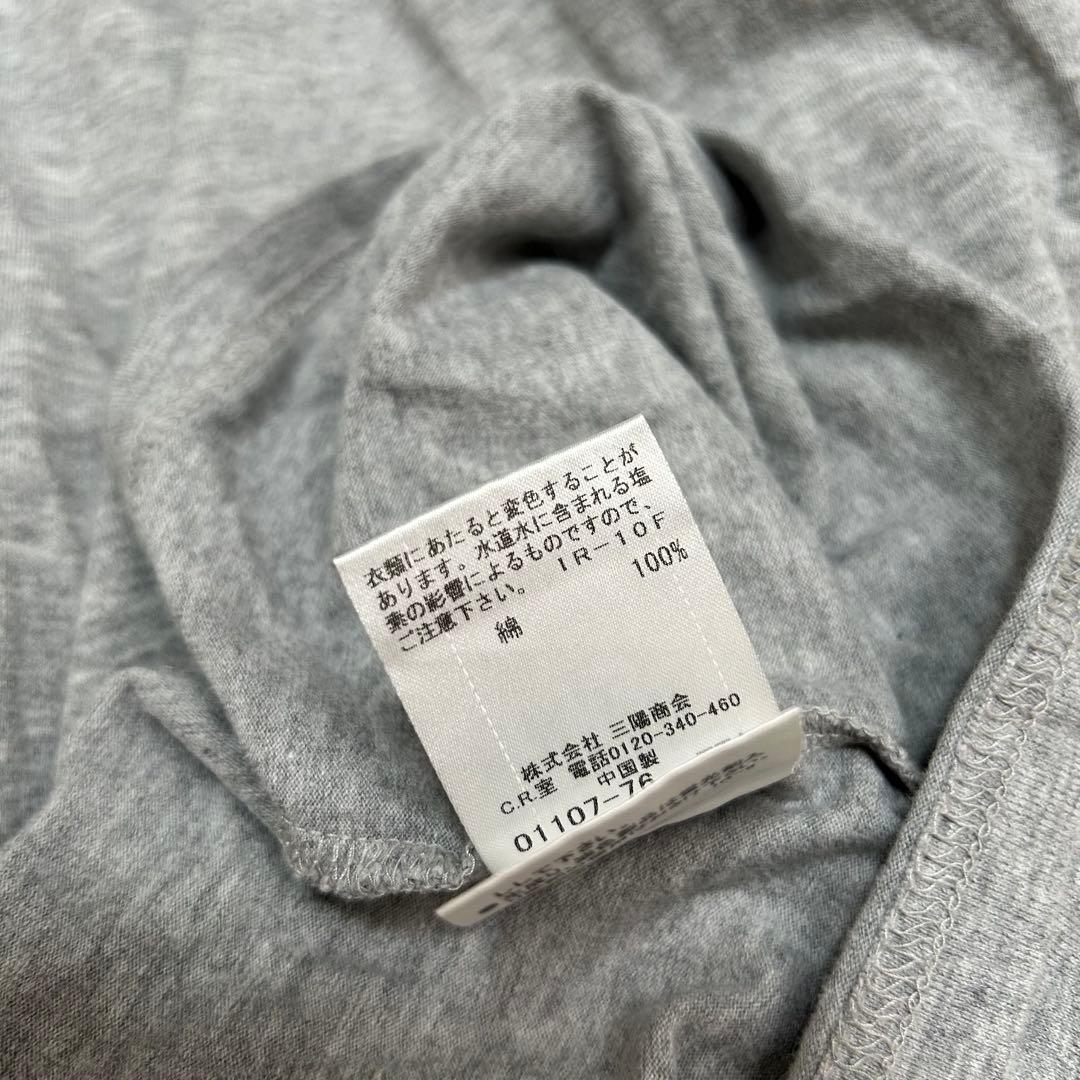 衣類にあたると変色することが
あります。水道水に含まれる塩
素の影響によるものですので、
ご注意下さい。 IR-10F
綿 100%
株式会社 三陽商会
C.R.室 電話0120-340-460
中国製
01107-76